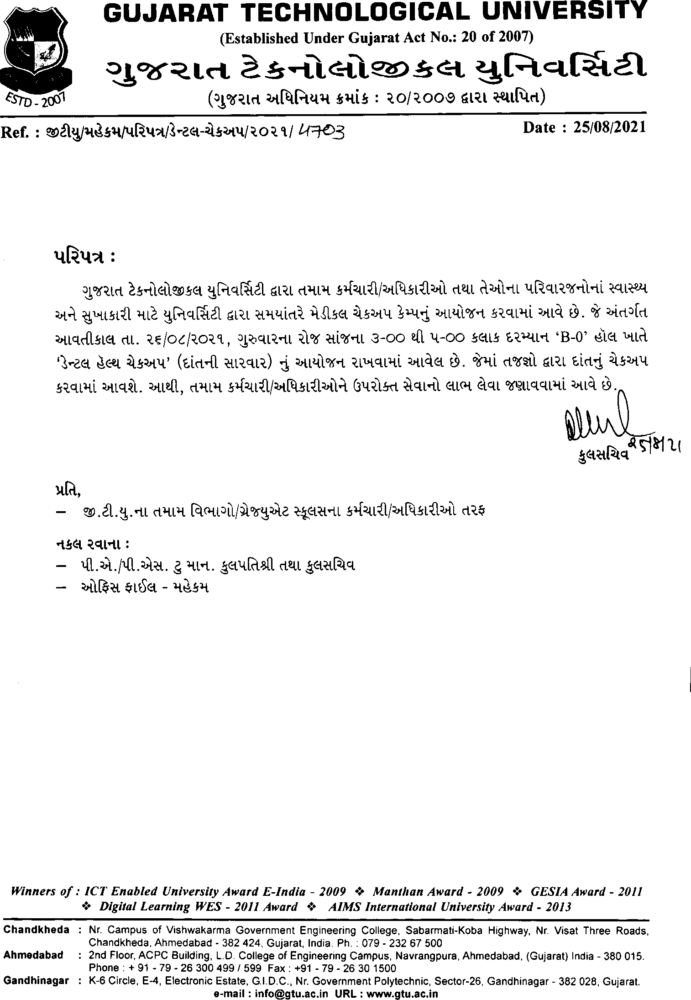 GUJARAT TECHNOLOGICAL UNIVERSITY
(Established Under Gujarat Act No.: 20 of 2007)
ગુજરાત ટેકનોલોજીકલ યુનિવર્સિટી
(ગુજરાત અધિનિયમ ક્રમાંક : ૨૦/૨૦૦૭ દ્વારા સ્થાપિત)
ESTD - 2007
Ref. : જીટીયુ/મહેકમ/પરિપત્ર/ડેન્ટલ-ચેકઅપ/૨૦૨૧/ ૫૭૦૩
Date : 25/08/2021
પરિપત્ર :
ગુજરાત ટેકનોલોજીકલ યુનિવર્સિટી દ્વારા તમામ કર્મચારી/અધિકારીઓ તથા તેઓના પરિવારજનોનાં સ્વાસ્થ્ય
અને સુખાકારી માટે યુનિવર્સિટી દ્વારા સમયાંતરે મેડીકલ ચેકઅપ કેમ્પનું આયોજન કરવામાં આવે છે. જે અંતર્ગત
આવતીકાલ તા. ૨૬/૦૮/૨૦૨૧, ગુરુવારના રોજ સાંજના ૩-૦૦ થી ૫-૦૦ કલાક દરમ્યાન ‘B-0’ હૉલ ખાતે
‘ડેન્ટલ હૅલ્થ ચેકઅપ’ (દાંતની સારવાર) નું આયોજન રાખવામાં આવેલ છે. જેમાં તજજ્ઞો દ્વારા દાંતનું ચેકઅપ
કરવામાં આવશે. આથી, તમામ કર્મચારી/અધિકારીઓને ઉપરોક્ત સેવાનો લાભ લેવા જણાવવામાં આવે છે.
કુલસચિવ
પ્રતિ,
– જી.ટી.યુ.ના તમામ વિભાગો/ગ્રેજ્યુએટ સ્કૂલસના કર્મચારી/અધિકારીઓ તરફ
નકલ રવાના :
– પી.એ./પી.એસ. ટુ માન. કુલપતિશ્રી તથા કુલસચિવ
– ઓફિસ ફાઈલ - મહેકમ
Winners of : ICT Enabled University Award E-India - 2009 ❖ Manthan Award - 2009 ❖ GESIA Award - 2011
❖ Digital Learning WES - 2011 Award ❖ AIMS International University Award - 2013
Chandkheda : Nr. Campus of Vishwakarma Government Engineering College, Sabarmati-Koba Highway, Nr. Visat Three Roads,
Chandkheda, Ahmedabad - 382 424, Gujarat, India. Ph. : 079 - 232 67 500
Ahmedabad : 2nd Floor, ACPC Building, L.D. College of Engineering Campus, Navrangpura, Ahmedabad, (Gujarat) India - 380 015.
Phone : + 91 - 79 - 26 300 499 / 599 Fax : +91 - 79 - 26 30 1500
Gandhinagar : K-6 Circle, E-4, Electronic Estate, G.I.D.C., Nr. Government Polytechnic, Sector-26, Gandhinagar - 382 028, Gujarat.
e-mail : info@gtu.ac.in URL : www.gtu.ac.in